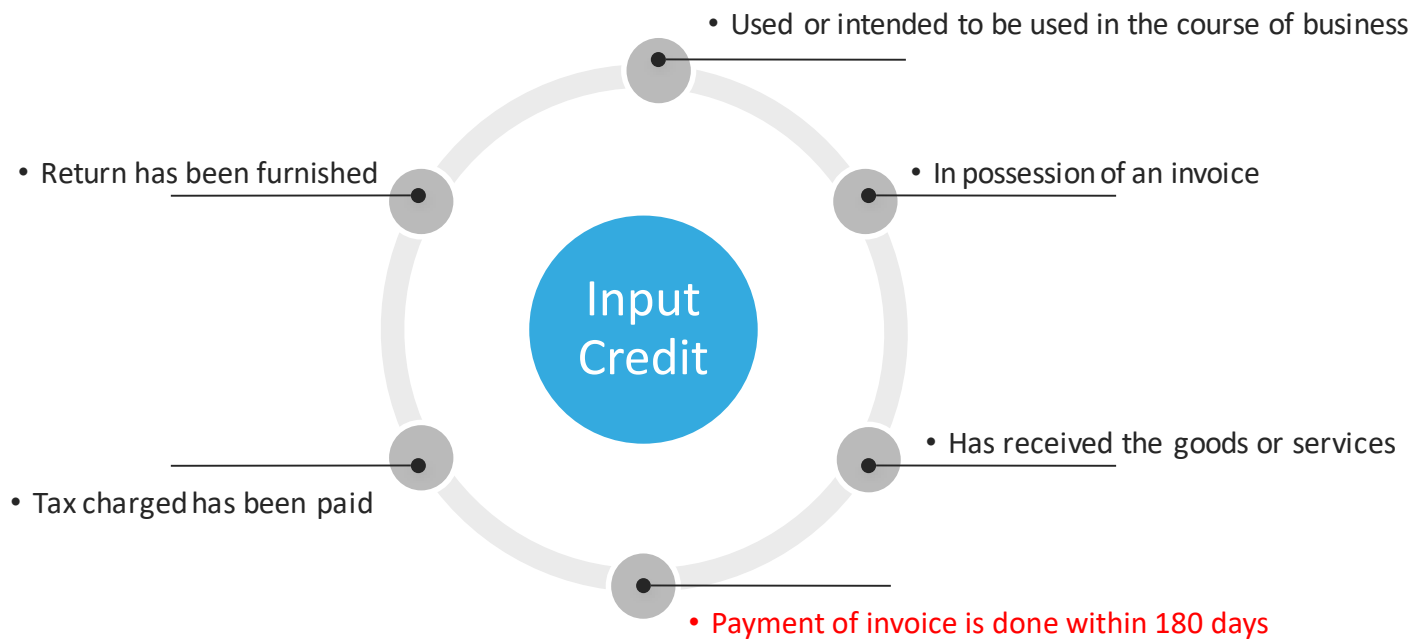 • Used or intended to be used in the course of business
• Return has been furnished
• In possession of an invoice
Input
Credit
• Has received the goods or services
• Tax charged has been paid
• Payment of invoice is done within 180 days